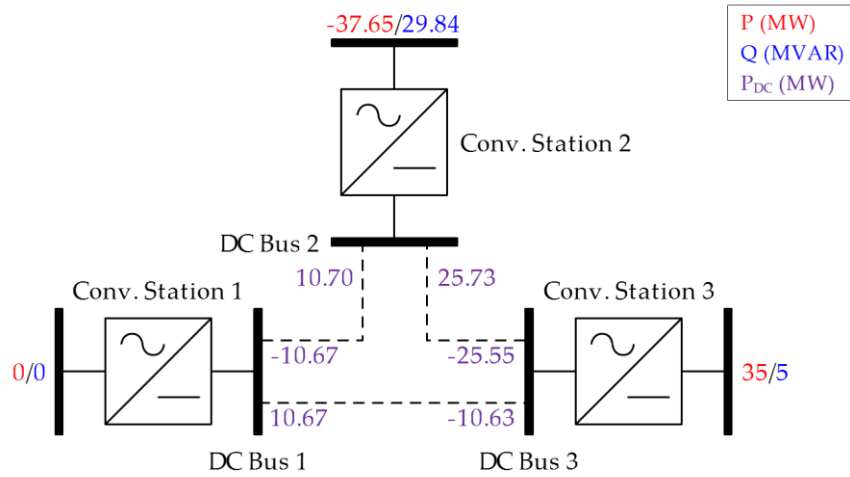 -37.65/29.84
P (MW)
Q (MVAR)
P_DC (MW)
Conv. Station 2
DC Bus 2
10.70
25.73
Conv. Station 1
Conv. Station 3
-10.67
-25.55
0/0
35/5
10.67
-10.63
DC Bus 1
DC Bus 3